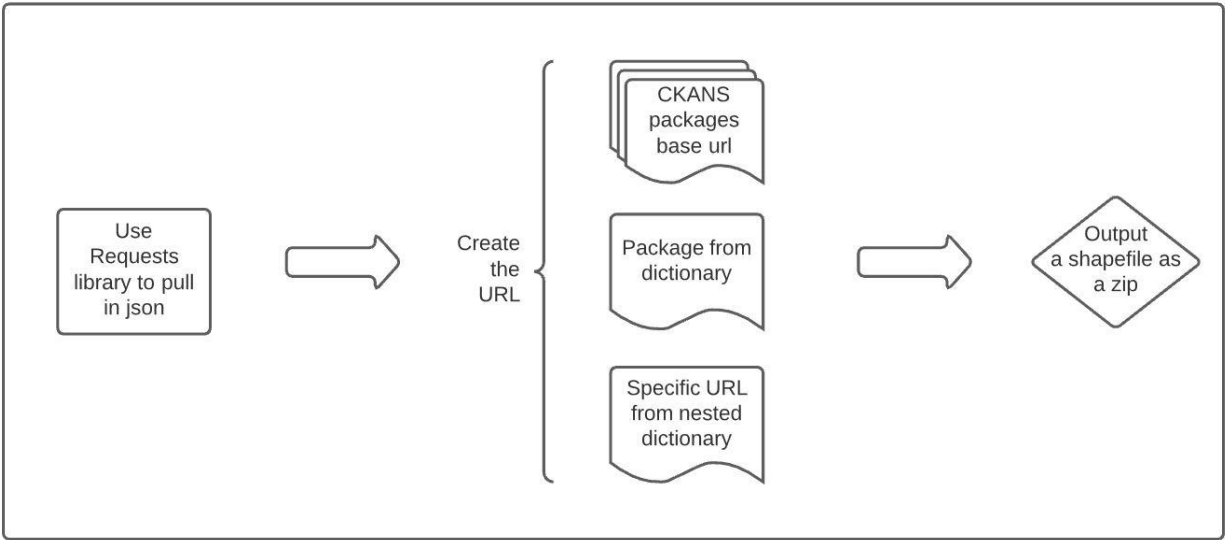 Use
Requests
library to pull
in json
Create
the
URL
CKANS
packages
base url
Package from
dictionary
Specific URL
from nested
dictionary
Output
a shapefile as
a zip